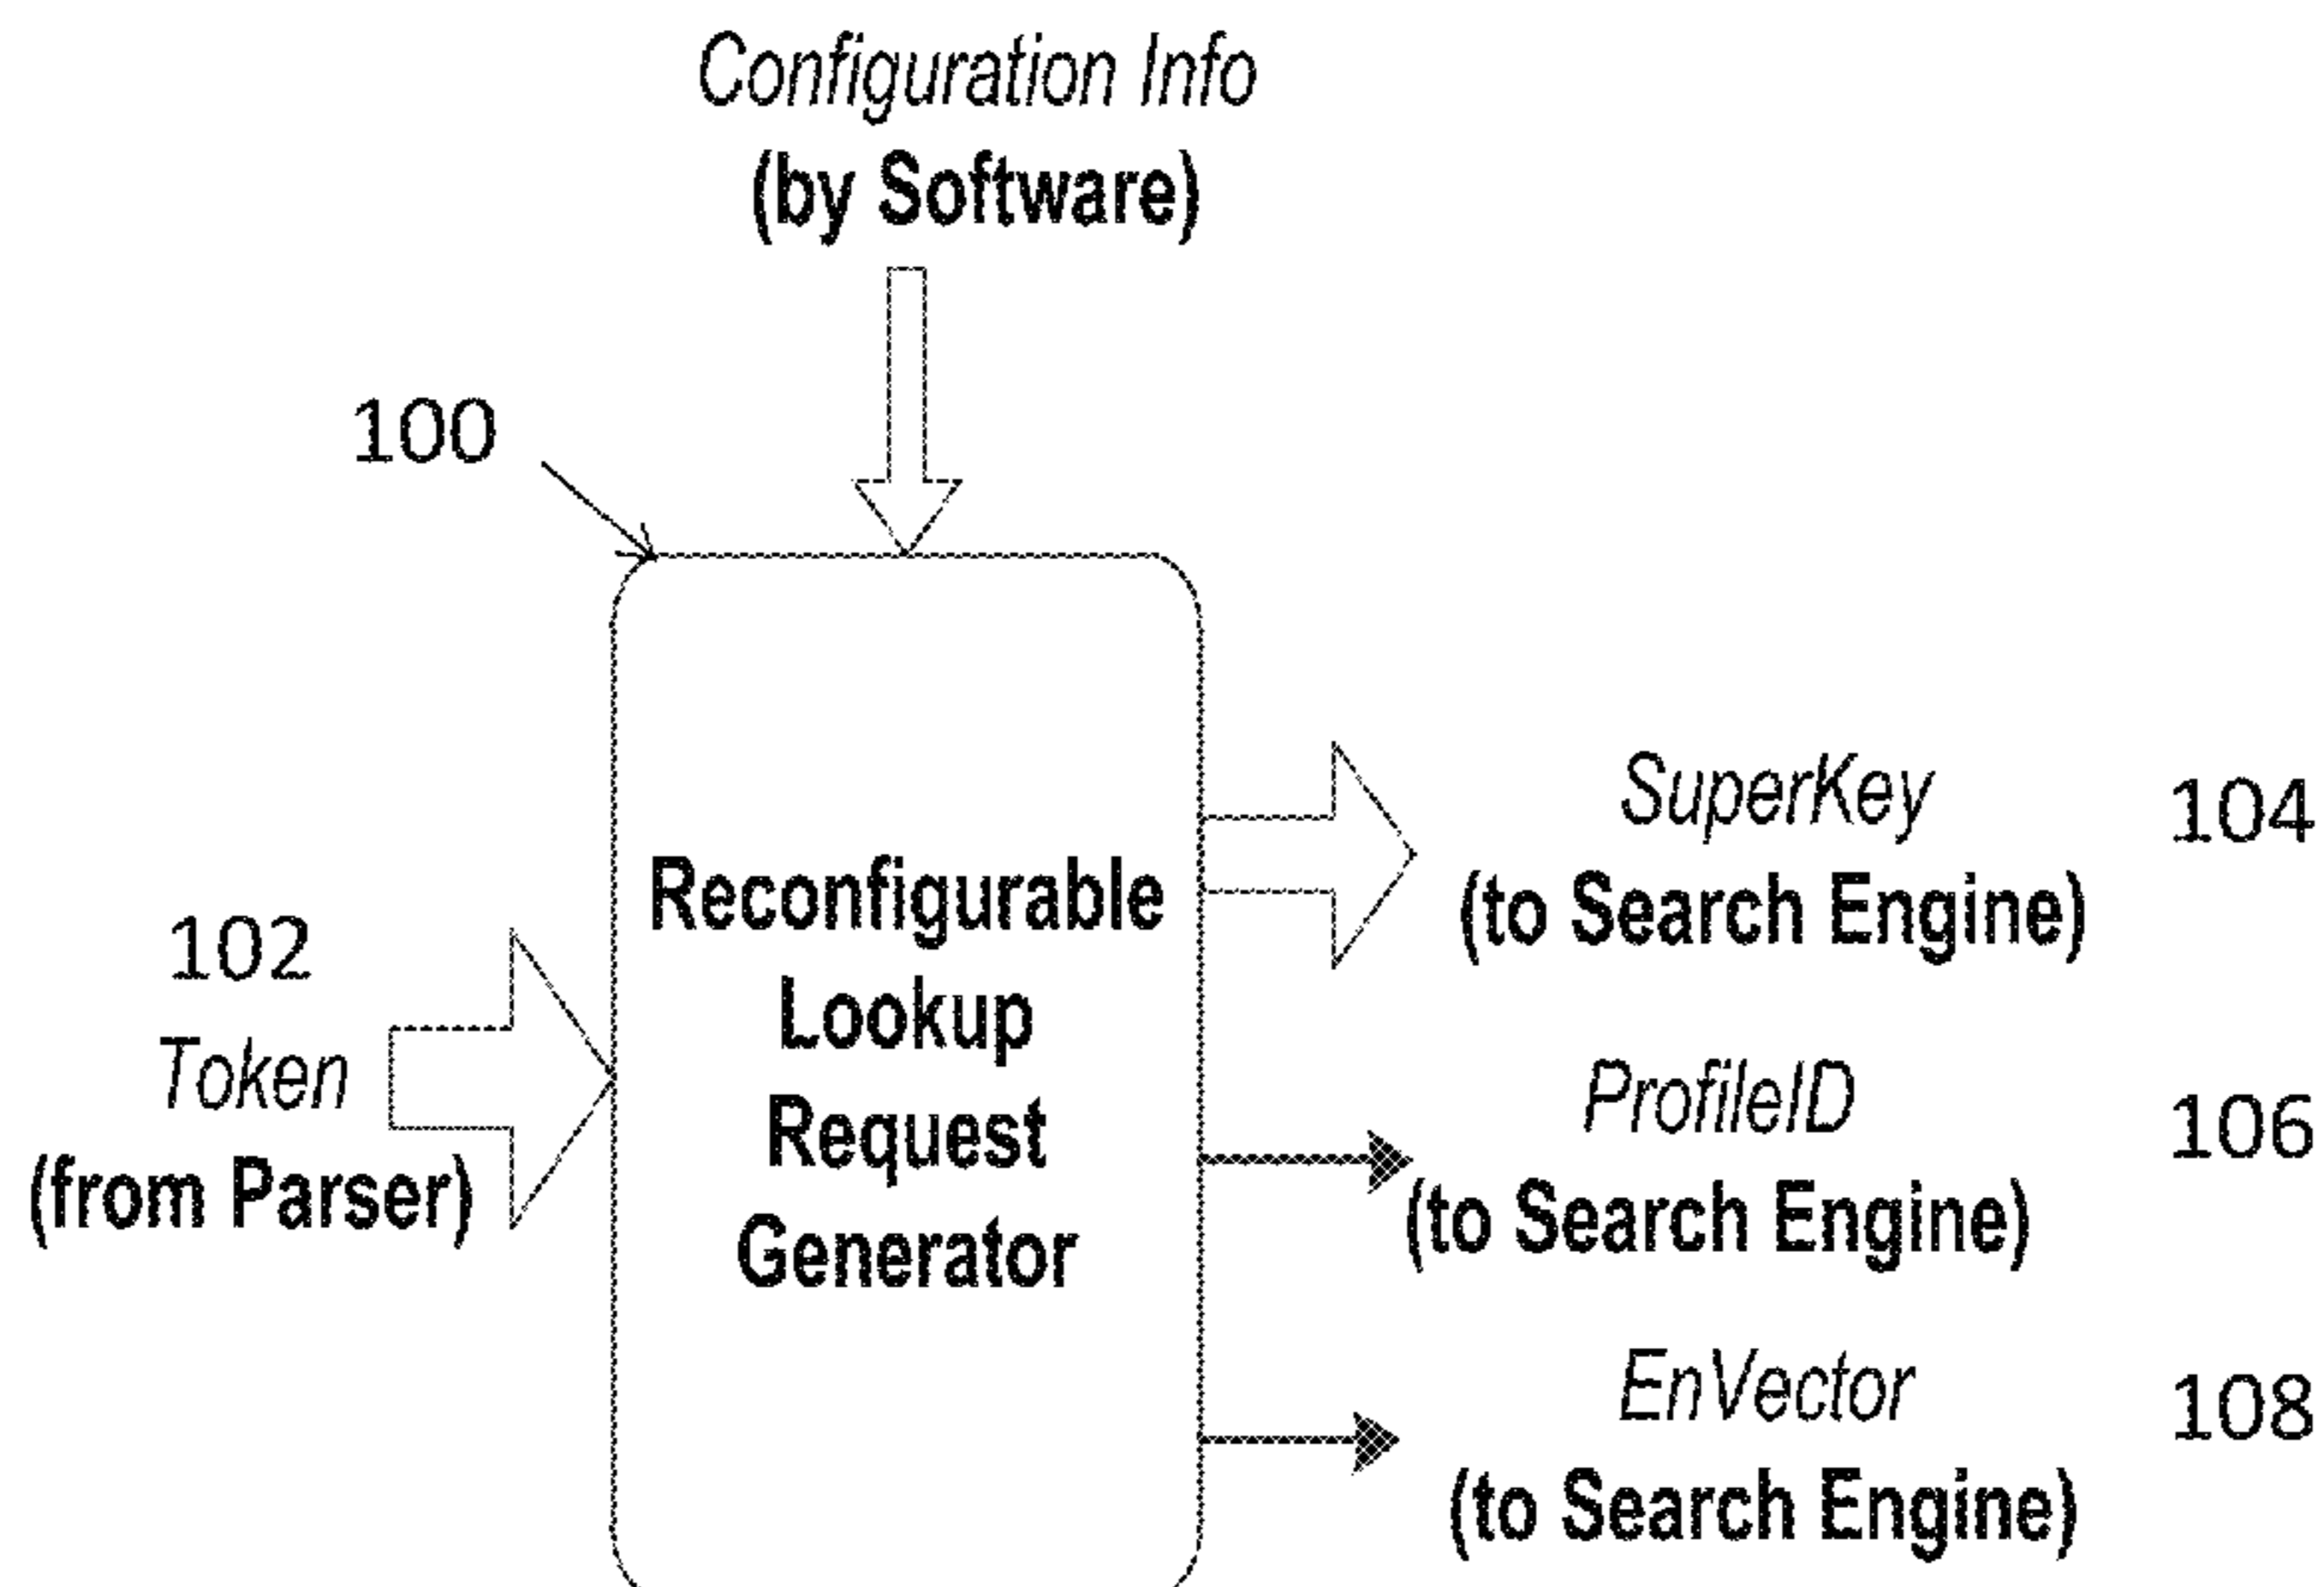 Configuration Info
(by Software)
100
102
Token
(from Parser)
Reconfigurable
Lookup
Request
Generator
SuperKey
(to Search Engine)
104
ProfileID
(to Search Engine)
106
EnVector
(to Search Engine)
108